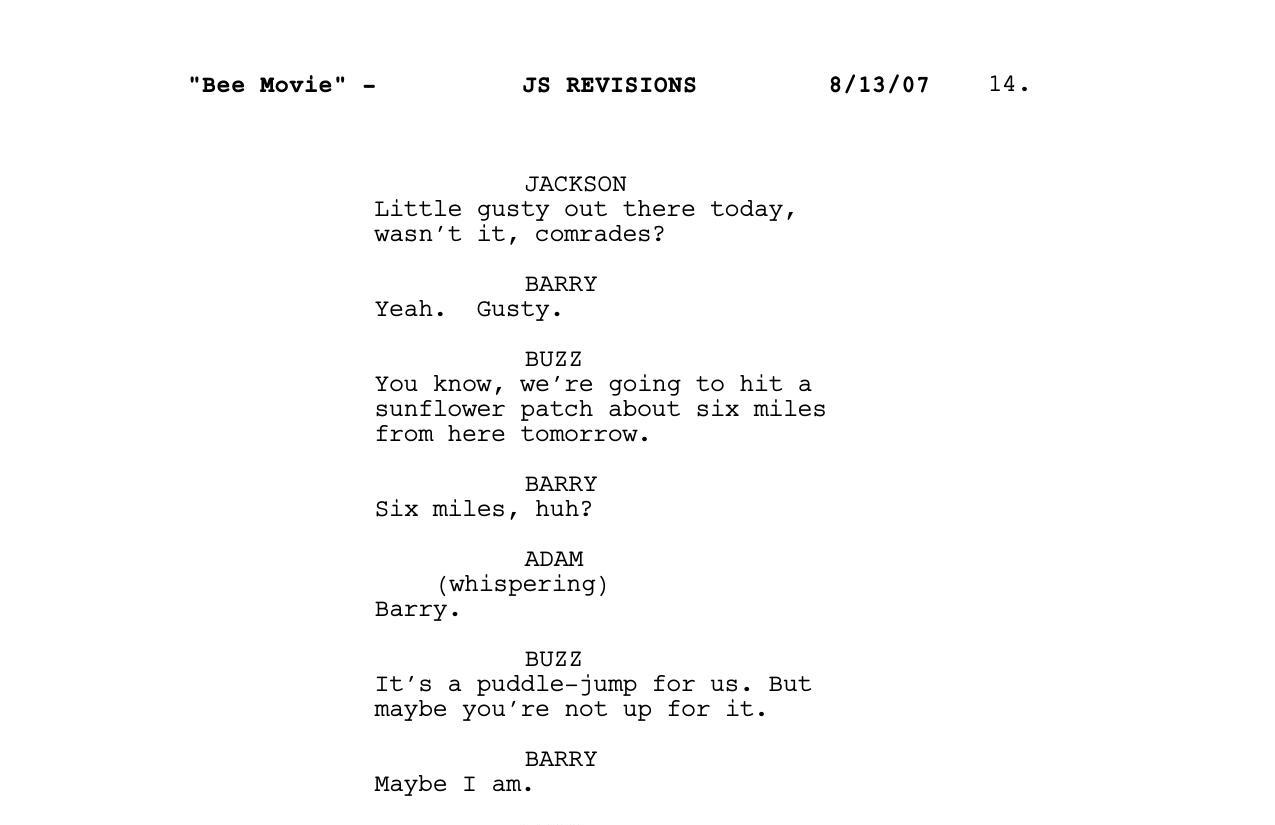 "Bee Movie" - JS REVISIONS 8/13/07 14.
JACKSON
Little gusty out there today,
wasn't it, comrades?
BARRY
Yeah.  Gusty.
BUZZ
You know, we're going to hit a
sunflower patch about six miles
from here tomorrow.
BARRY
Six miles, huh?
ADAM
(whispering)
Barry.
BUZZ
It's a puddle-jump for us. But
maybe you're not up for it.
BARRY
Maybe I am.